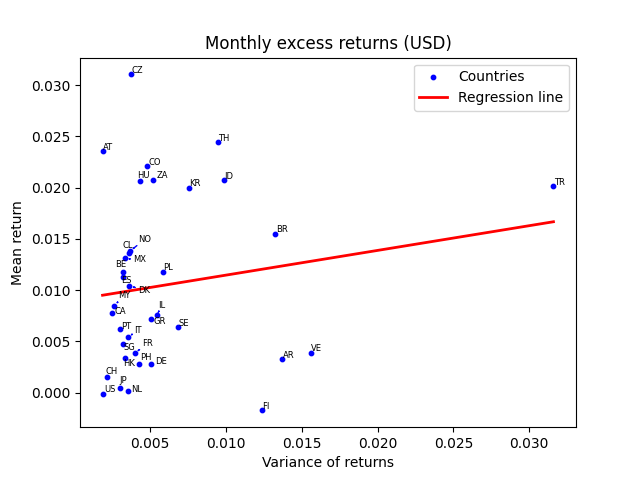 Monthly excess returns (USD)
Countries
Regression line
Mean return
0.030
0.025
0.020
0.015
0.010
0.005
0.000
CZ
TH
AT
CO
HU
ZA
KR
ID
TR
BR
NO
CL
MX
BE
PL
ES
DK
MY
CA
IL
GR
SE
PT
IT
SG
FR
HK
PH
DE
VE
AR
CH
JP
US
NL
FI
0.005
0.010
0.015
0.020
0.025
0.030
Variance of returns